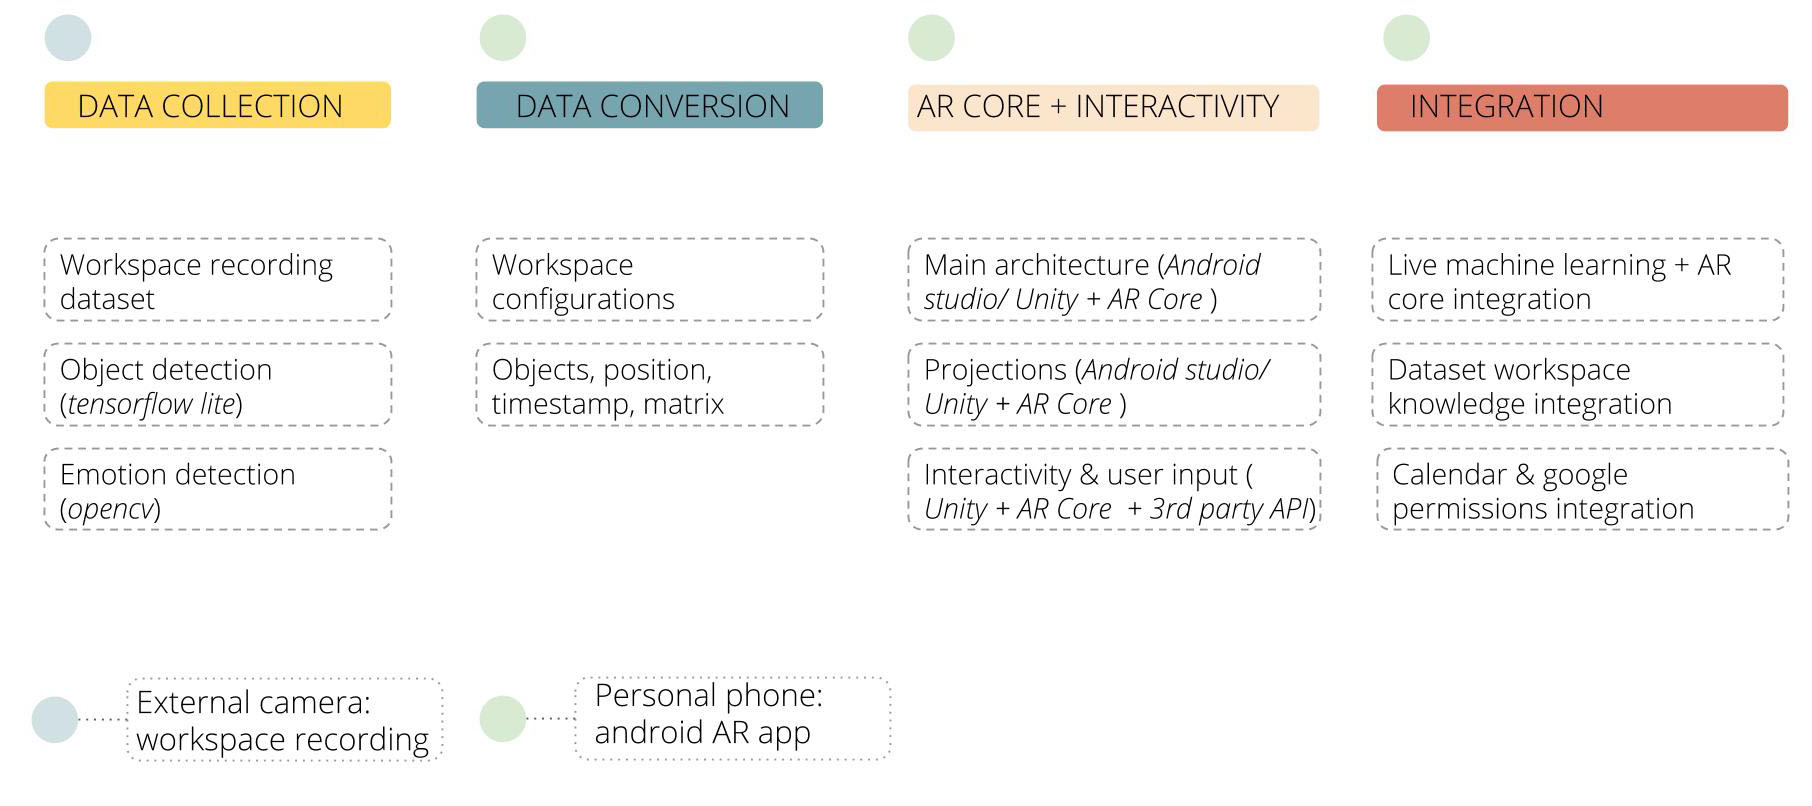 DATA COLLECTION
DATA CONVERSION
AR CORE + INTERACTIVITY
INTEGRATION
Workspace recording
dataset
Object detection
(tensorflow lite)
Emotion detection
(opencv)
Workspace
configurations
Objects, position,
timestamp, matrix
Main architecture (Android
studio/ Unity + AR Core )
Projections (Android studio/
Unity + AR Core )
Interactivity & user input (
Unity + AR Core  + 3rd party API)
Live machine learning + AR
core integration
Dataset workspace
knowledge integration
Calendar & google
permissions integration
External camera:
workspace recording
Personal phone:
android AR app